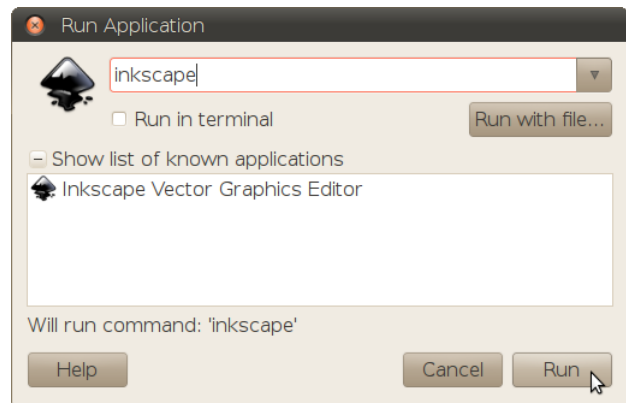 Run Application
inkscape
Run in terminal
Run with file...
Show list of known applications
Inkscape Vector Graphics Editor
Will run command: 'inkscape'
Help
Cancel
Run